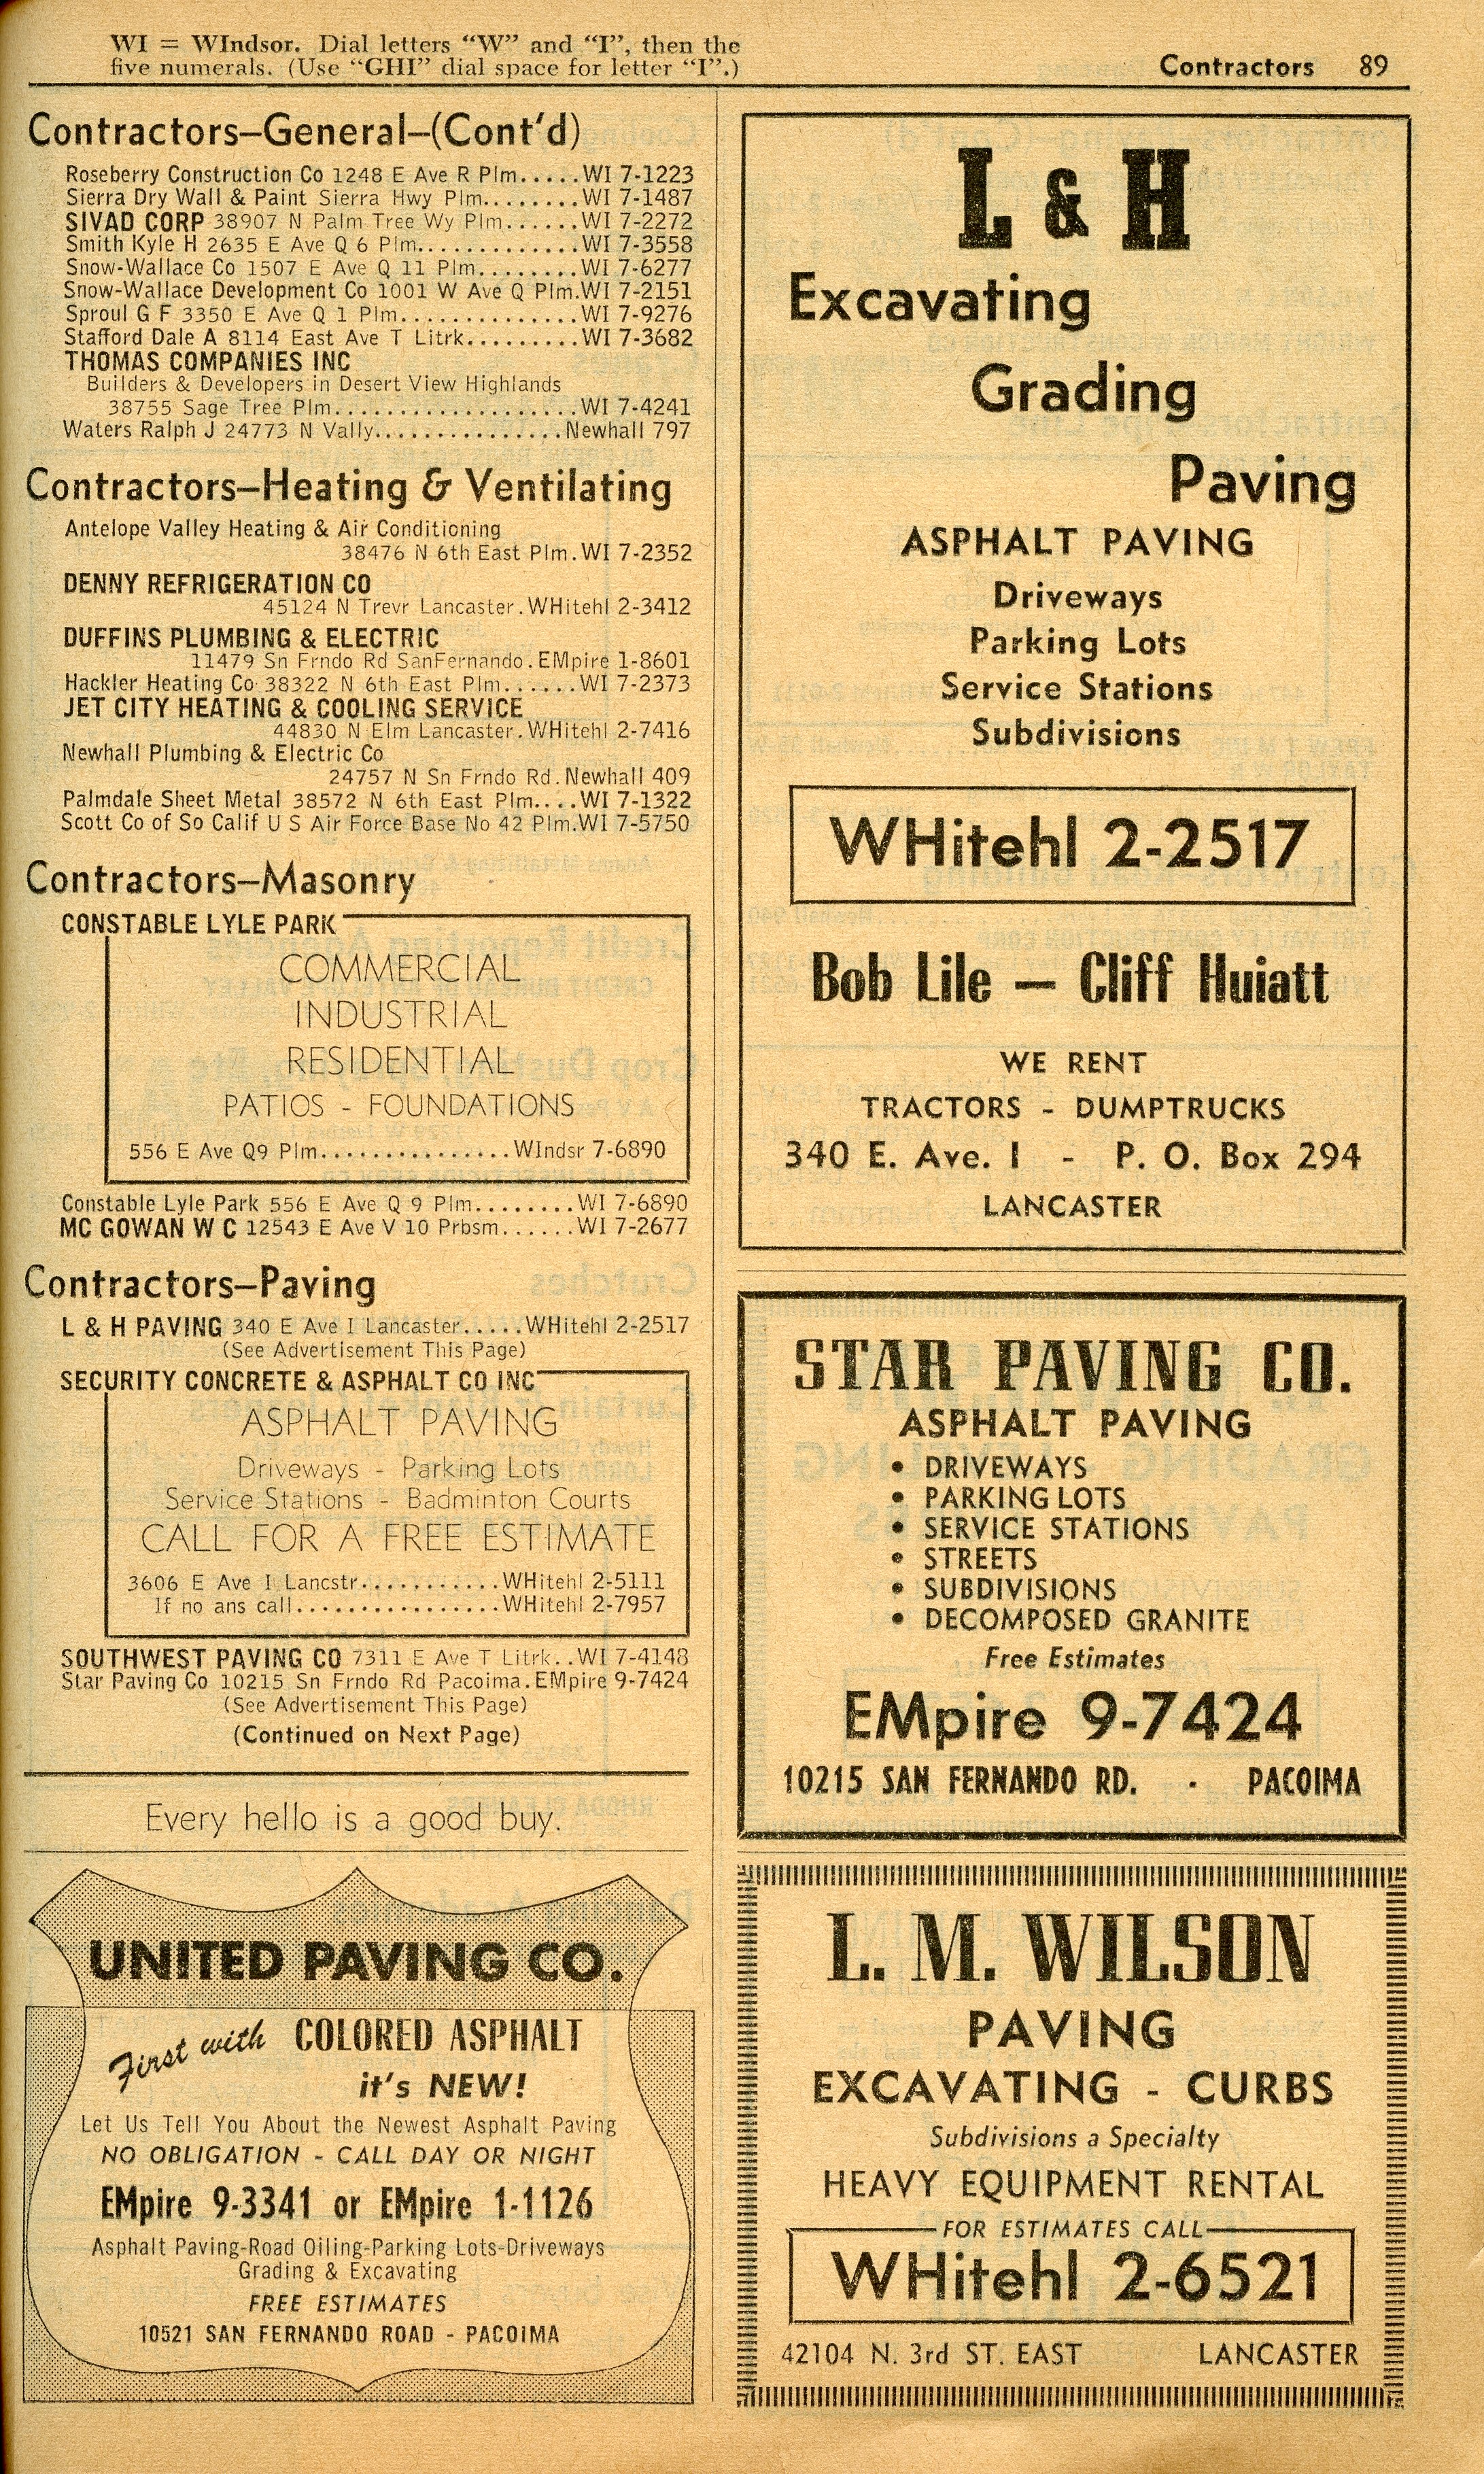 WI = WIndsor. Dial letters “W” and “I”, then the
five numerals. (Use “GHI” dial space for letter “I”.)
Contractors 89
Contractors—General—(Cont'd)
Roseberry Construction Co 1248 E Ave R Plm.....WI 7-1223
Sierra Dry Wall & Paint Sierra Hwy Plm........WI 7-1487
SIVAD CORP 38907 N Palm Tree Wy Plm......WI 7-2272
Smith Kyle H 2635 E Ave Q 6 Plm.............WI 7-3558
Snow-Wallace Co 1507 E Ave Q 11 Plm........WI 7-6277
Snow-Wallace Development Co 1001 W Ave Q Plm.WI 7-2151
Sproul G F 3350 E Ave Q 1 Plm..............WI 7-9276
Stafford Dale A 8114 East Ave T Litrk.........WI 7-3682
THOMAS COMPANIES INC
Builders & Developers in Desert View Highlands
38755 Sage Tree Plm....................WI 7-4241
Waters Ralph J 24773 N Vally...............Newhall 797
Contractors—Heating & Ventilating
Antelope Valley Heating & Air Conditioning
38476 N 6th East Plm.WI 7-2352
DENNY REFRIGERATION CO
45124 N Trevr Lancaster.WHitehl 2-3412
DUFFINS PLUMBING & ELECTRIC
11479 Sn Frndo Rd SanFernando.EMpire 1-8601
Hackler Heating Co 38322 N 6th East Plm......WI 7-2373
JET CITY HEATING & COOLING SERVICE
44830 N Elm Lancaster.WHitehl 2-7416
Newhall Plumbing & Electric Co
24757 N Sn Frndo Rd.Newhall 409
Palmdale Sheet Metal 38572 N 6th East Plm....WI 7-1322
Scott Co of So Calif U S Air Force Base No 42 Plm.WI 7-5750
Contractors—Masonry
CONSTABLE LYLE PARK
COMMERCIAL
INDUSTRIAL
RESIDENTIAL
PATIOS - FOUNDATIONS
556 E Ave Q9 Plm................WIndsr 7-6890
Constable Lyle Park 556 E Ave Q 9 Plm........WI 7-6890
MC GOWAN W C 12543 E Ave V 10 Prbsm......WI 7-2677
Contractors—Paving
L & H PAVING 340 E Ave I Lancaster.....WHitehl 2-2517
(See Advertisement This Page)
SECURITY CONCRETE & ASPHALT CO INC
ASPHALT PAVING
Driveways - Parking Lots
Service Stations - Badminton Courts
CALL FOR A FREE ESTIMATE
3606 E Ave I Lancstr............WHitehl 2-5111
If no ans call.................WHitehl 2-7957
SOUTHWEST PAVING CO 7311 E Ave T Litrk..WI 7-4148
Star Paving Co 10215 Sn Frndo Rd Pacoima.EMpire 9-7424
(See Advertisement This Page)
(Continued on Next Page)
Every hello is a good buy.
UNITED PAVING CO.
First with COLORED ASPHALT
it's NEW!
Let Us Tell You About the Newest Asphalt Paving
NO OBLIGATION - CALL DAY OR NIGHT
EMpire 9-3341 or EMpire 1-1126
Asphalt Paving-Road Oiling-Parking Lots-Driveways
Grading & Excavating
FREE ESTIMATES
10521 SAN FERNANDO ROAD - PACOIMA
L & H
Excavating
Grading
Paving
ASPHALT PAVING
Driveways
Parking Lots
Service Stations
Subdivisions
WHitehl 2-2517
Bob Lile — Cliff Huiatt
WE RENT
TRACTORS - DUMPTRUCKS
340 E. Ave. I - P. O. Box 294
LANCASTER
STAR PAVING CO.
ASPHALT PAVING
• DRIVEWAYS
• PARKING LOTS
• SERVICE STATIONS
• STREETS
• SUBDIVISIONS
• DECOMPOSED GRANITE
Free Estimates
EMpire 9-7424
10215 SAN FERNANDO RD. - PACOIMA
L. M. WILSON
PAVING
EXCAVATING - CURBS
Subdivisions a Specialty
HEAVY EQUIPMENT RENTAL
FOR ESTIMATES CALL
WHitehl 2-6521
42104 N. 3rd ST. EAST LANCASTER